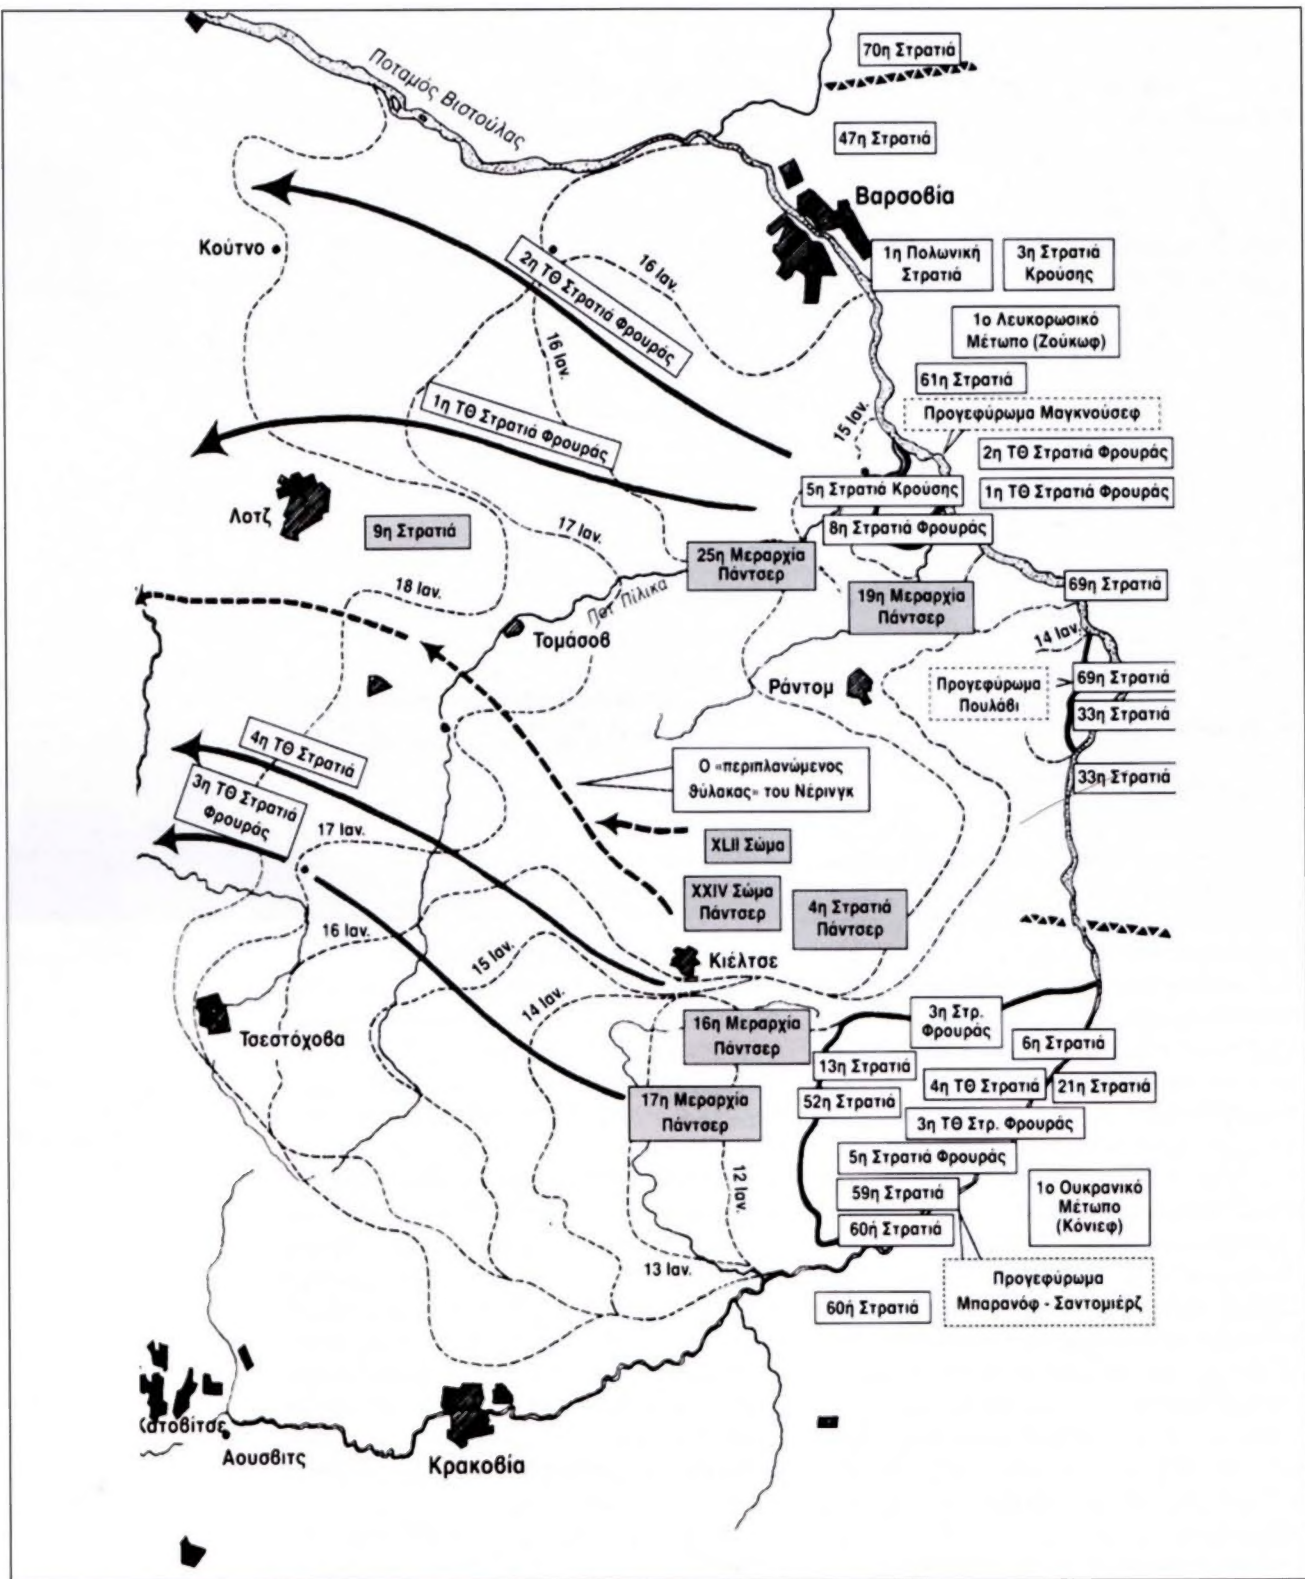 70η Στρατιά
Ποταμός Βιστούλας
47η Στρατιά
Βαρσοβία
Κούτνο
1η Πολωνική
Στρατιά
3η Στρατιά
Κρούσης
2η ΤΘ Στρατιά Φρουράς
16 Ιαν.
16 Ιαν.
1ο Λευκορωσικό
Μέτωπο (Ζούκωφ)
61η Στρατιά
1η ΤΘ Στρατιά Φρουράς
15 Ιαν.
Προγεφύρωμα Μαγκνούσεφ
2η ΤΘ Στρατιά Φρουράς
5η Στρατιά Κρούσης
1η ΤΘ Στρατιά Φρουράς
Λοτζ
9η Στρατιά
17 Ιαν.
8η Στρατιά Φρουράς
25η Μεραρχία
Πάντσερ
18 Ιαν.
Ποτ Πίλικα
19η Μεραρχία
Πάντσερ
69η Στρατιά
Τομάσοβ
14 Ιαν.
Ράντομ
Προγεφύρωμα
Πουλάβι
69η Στρατιά
33η Στρατιά
4η ΤΘ Στρατιά
Ο «περιπλανώμενος
θύλακας» του Νέρινγκ
33η Στρατιά
3η ΤΘ Στρατιά
Φρουράς
17 Ιαν.
XLII Σώμα
XXIV Σώμα
Πάντσερ
4η Στρατιά
Πάντσερ
16 Ιαν.
15 Ιαν.
Κιέλτσε
14 Ιαν.
Τσεστόχοβα
16η Μεραρχία
Πάντσερ
3η Στρ.
Φρουράς
6η Στρατιά
13η Στρατιά
4η ΤΘ Στρατιά
21η Στρατιά
17η Μεραρχία
Πάντσερ
52η Στρατιά
3η ΤΘ Στρ. Φρουράς
5η Στρατιά Φρουράς
12 Ιαν.
59η Στρατιά
1ο Ουκρανικό
Μέτωπο
(Κόνιεφ)
60ή Στρατιά
13 Ιαν.
Προγεφύρωμα
Μπαρανόφ - Σαντομιέρζ
60ή Στρατιά
Κατοβίτσε
Αουσβιτς
Κρακοβία